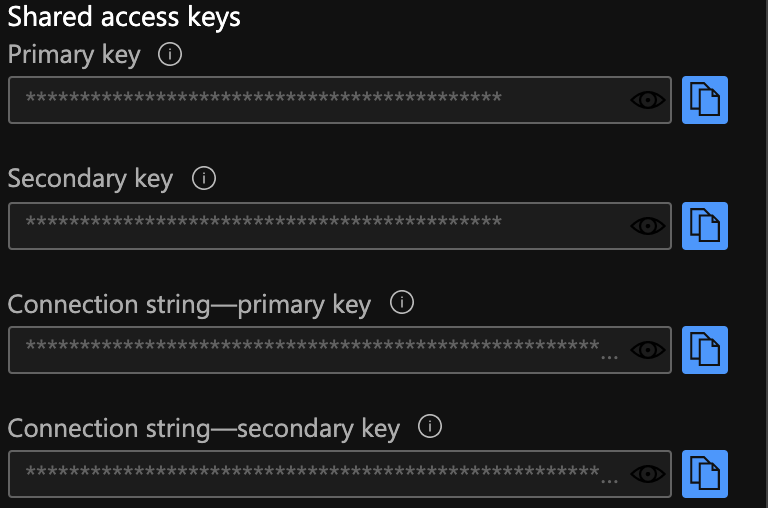 Shared access keys
Primary key
********************************************
Secondary key
********************************************
Connection string—primary key
*****************************************************...
Connection string—secondary key
*****************************************************...